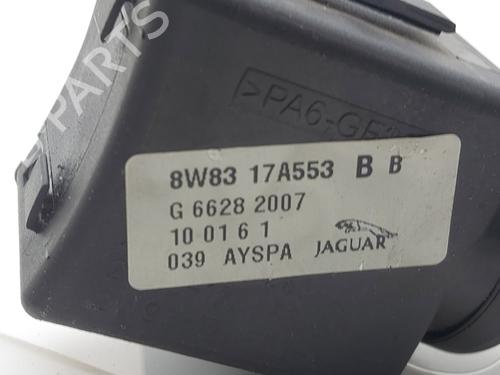 >PA6-GF
8W83 17A553 B B
G 6628 2007
10 01 6 1
039 AYSPA JAGUAR
PARTS